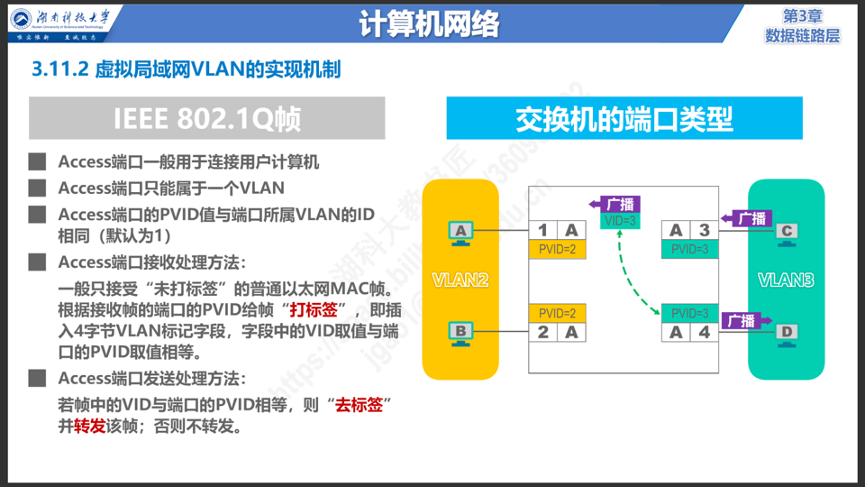 湖南科技大学
Hunan University of Science and Technology
唯实惟新 至诚致志
计算机网络
第3章
数据链路层
3.11.2 虚拟局域网VLAN的实现机制
IEEE 802.1Q帧
Access端口一般用于连接用户计算机
Access端口只能属于一个VLAN
Access端口的PVID值与端口所属VLAN的ID
相同（默认为1）
Access端口接收处理方法：
一般只接受“未打标签”的普通以太网MAC帧。
根据接收帧的端口的PVID给帧“打标签”，即插
入4字节VLAN标记字段，字段中的VID取值与端
口的PVID取值相等。
Access端口发送处理方法：
若帧中的VID与端口的PVID相等，则“去标签”
并转发该帧；否则不转发。
交换机的端口类型
广播
VID=3
广播
A
1 A
A 3
C
PVID=2
PVID=3
VLAN2
VLAN3
PVID=2
PVID=3
广播
B
2 A
A 4
D